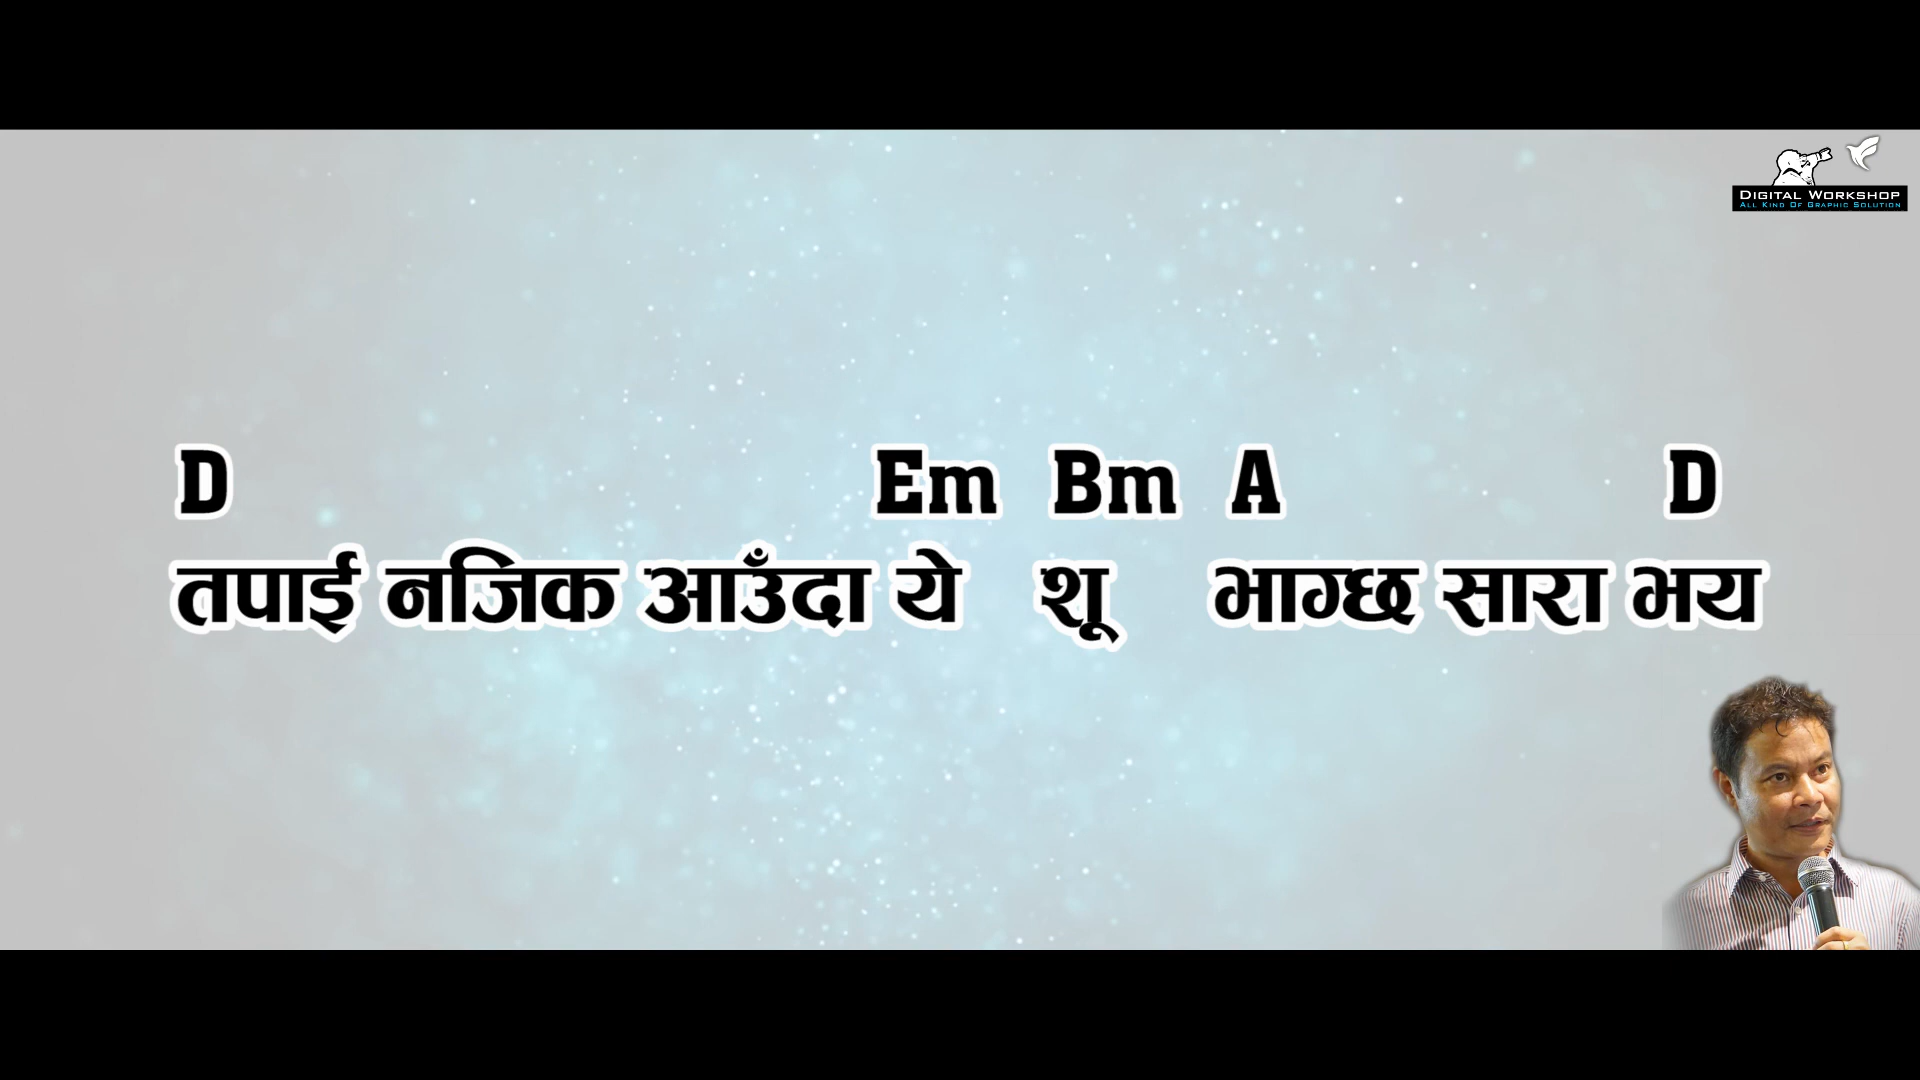 DIGITAL WORKSHOP
ALL KIND OF GRAPHIC SOLUTION
D Em Bm A D
तपाई नजिक आउँदा ये शू भाग्छ सारा भय